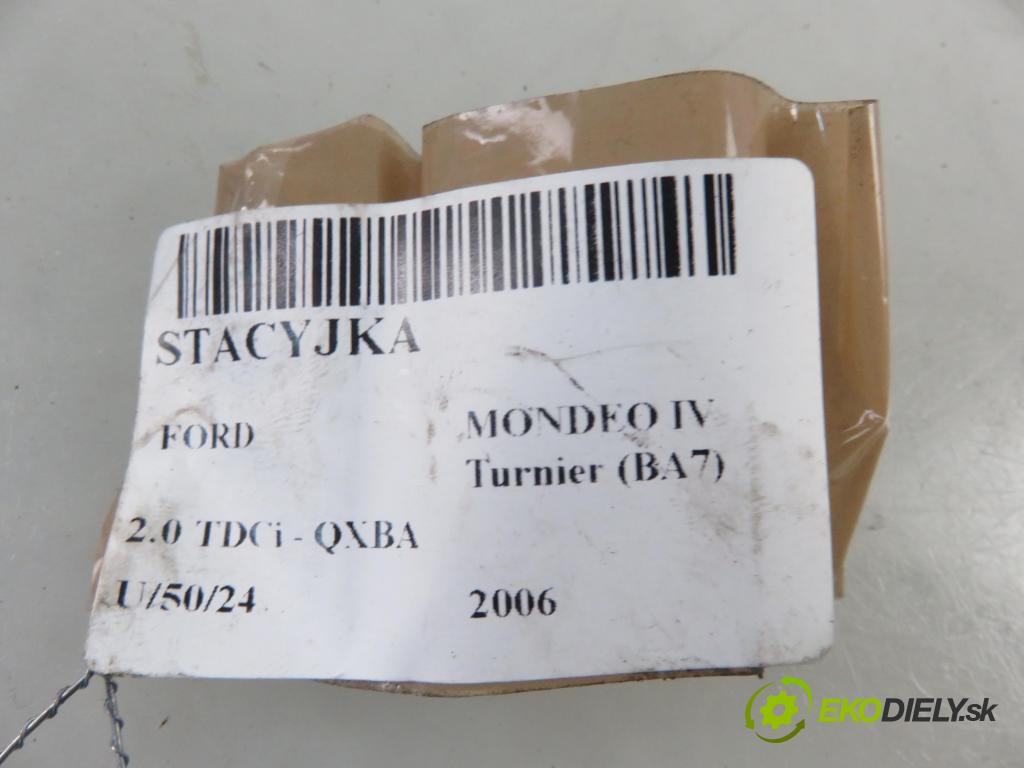 STACYJKA
FORD
MONDEO IV
Turnier (BA7)
2.0 TDCi - QXBA
U/50/24
2006
EKODIELY.sk